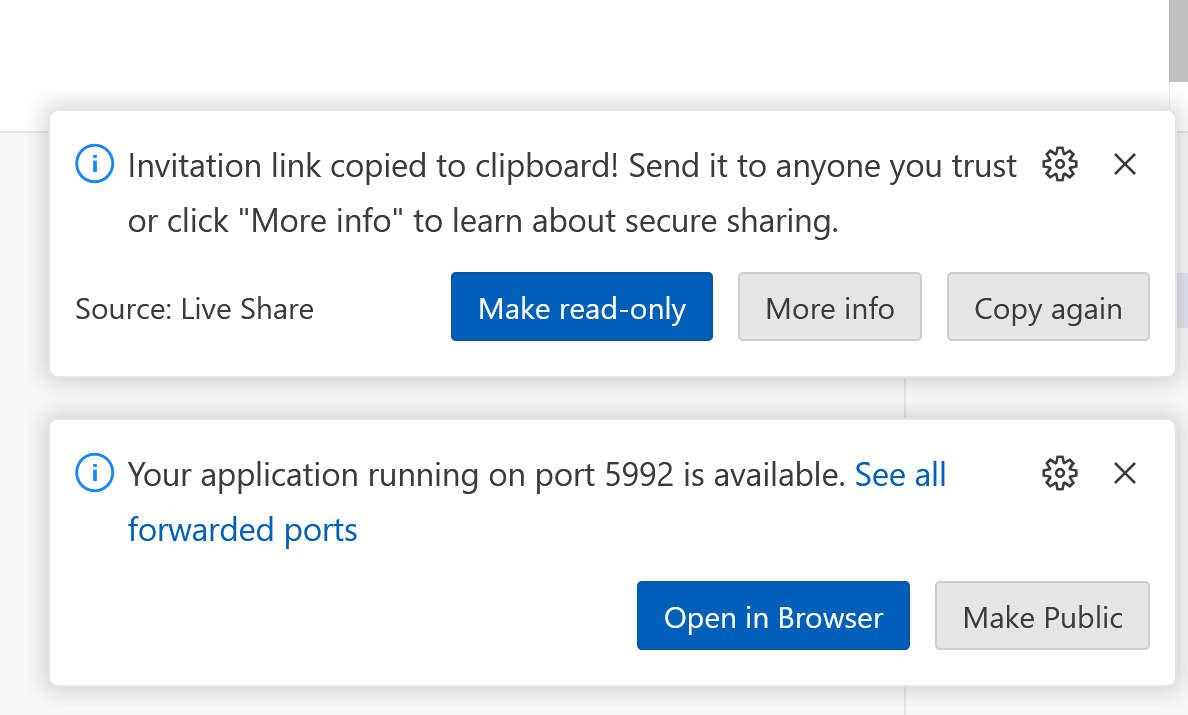 Invitation link copied to clipboard! Send it to anyone you trust
or click "More info" to learn about secure sharing.
Source: Live Share
Make read-only
More info
Copy again
Your application running on port 5992 is available. See all
forwarded ports
Open in Browser
Make Public